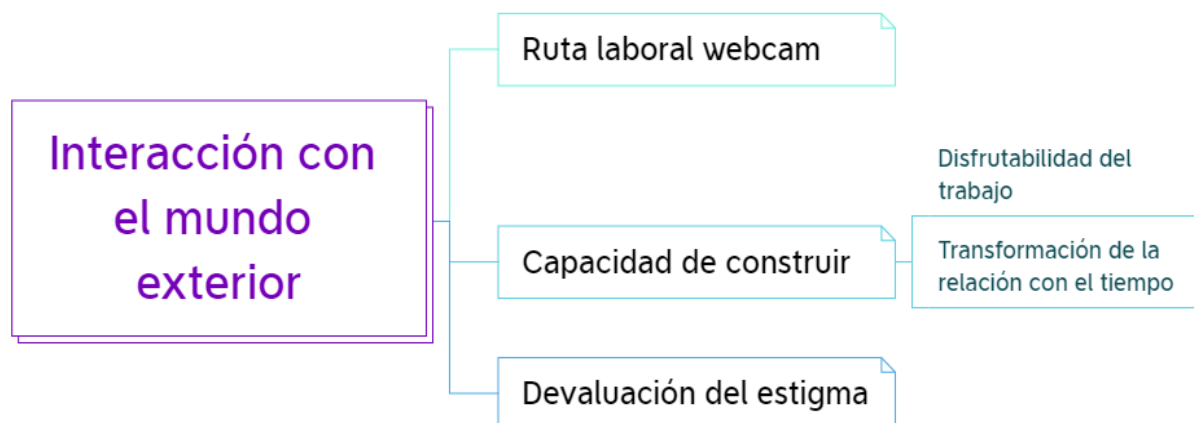 Interacción con
el mundo
exterior
Ruta laboral webcam
Capacidad de construir
Disfrutabilidad del
trabajo
Transformación de la
relación con el tiempo
Devaluación del estigma